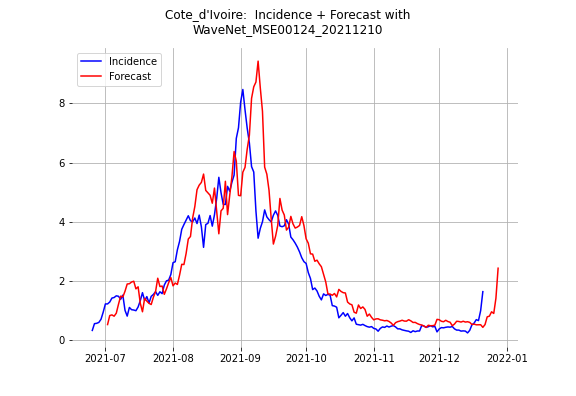 Cote_d'Ivoire:  Incidence + Forecast with
WaveNet_MSE00124_20211210
Incidence
Forecast
8
6
4
2
0
2021-07 2021-08 2021-09 2021-10 2021-11 2021-12 2022-01